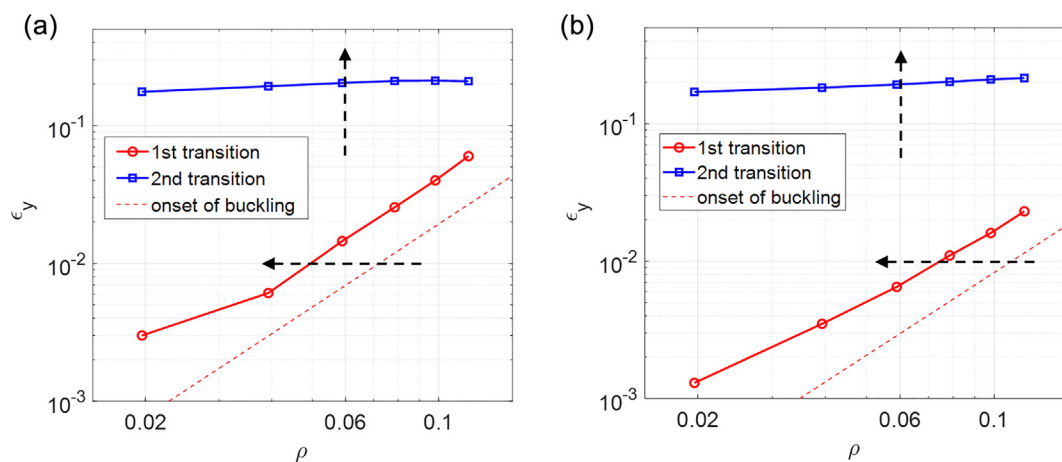 (a)
10^-1
10^-2
10^-3
ϵ_y
1st transition
2nd transition
onset of buckling
0.02
0.06
0.1
ρ
(b)
10^-1
10^-2
10^-3
ϵ_y
1st transition
2nd transition
onset of buckling
0.02
0.06
0.1
ρ